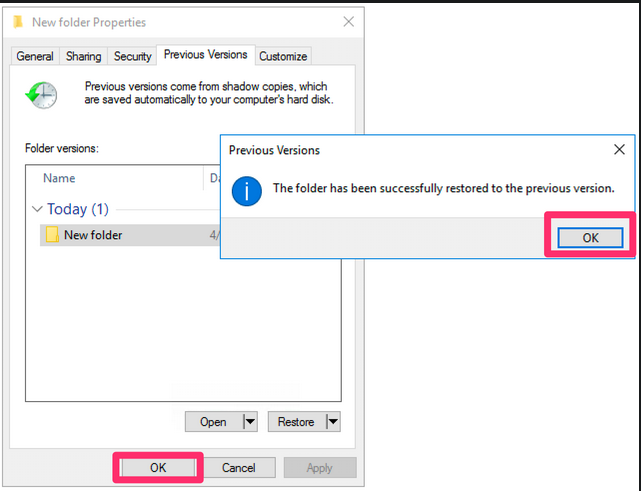 New folder Properties
General Sharing Security Previous Versions Customize
Previous versions come from shadow copies, which
are saved automatically to your computer's hard disk.
Folder versions:
Name
Today (1)
New folder 4/
Previous Versions
The folder has been successfully restored to the previous version.
OK
Open Restore
OK Cancel Apply